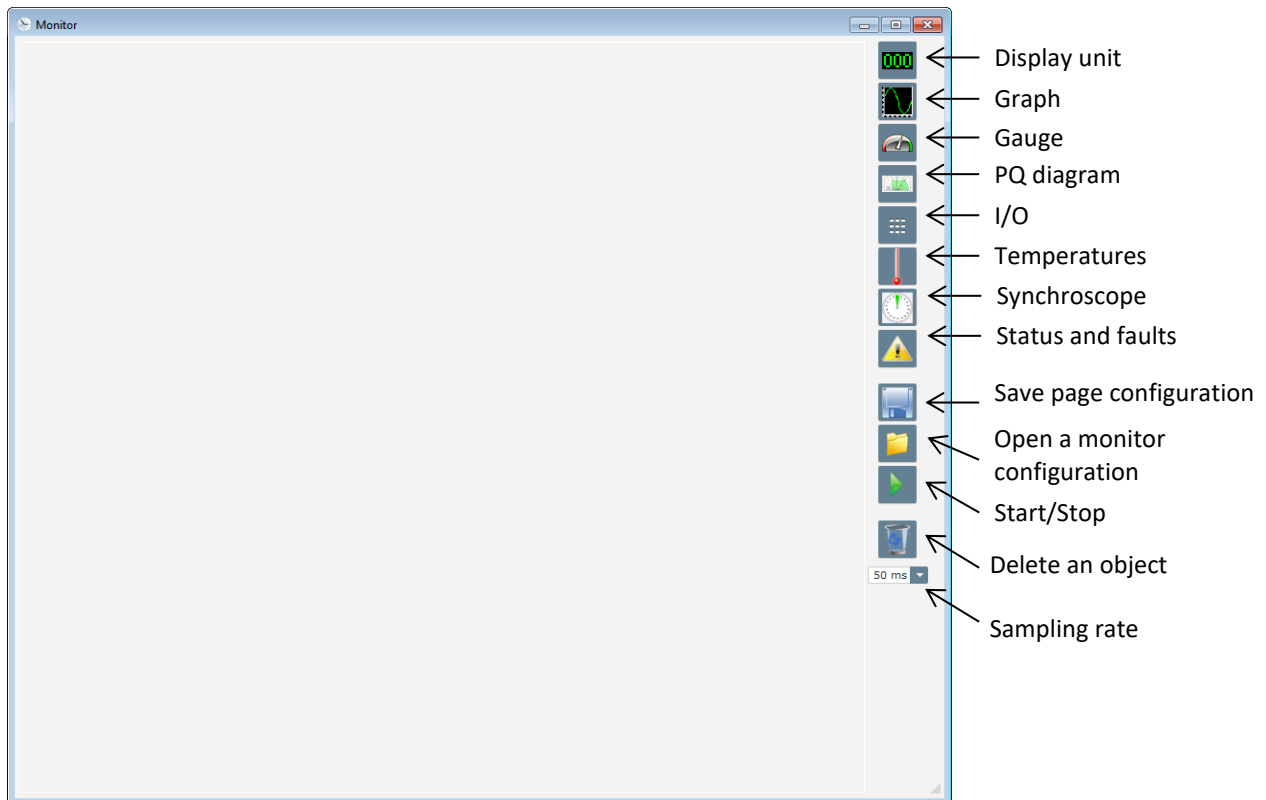 Monitor
000
Display unit
Graph
Gauge
PQ diagram
I/O
Temperatures
Synchroscope
Status and faults
Save page configuration
Open a monitor
configuration
Start/Stop
Delete an object
50 ms
Sampling rate